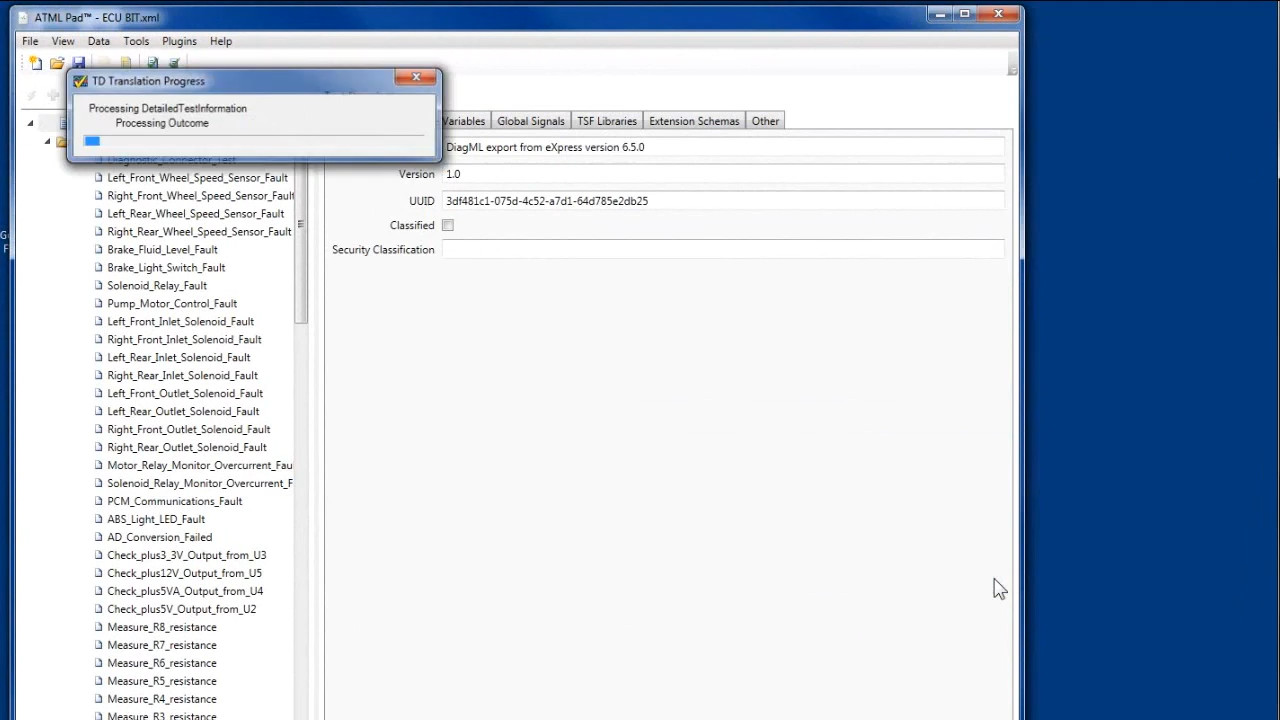 ATML Pad™ - ECU BIT.xml
File View Data Tools Plugins Help
TD Translation Progress
Processing DetailedTestInformation
Processing Outcome
Variables Global Signals TSF Libraries Extension Schemas Other
DiagML export from eXpress version 6.5.0
Version 1.0
UUID 3df481c1-075d-4c52-a7d1-64d785e2db25
Classified
Security Classification
Diagnostic_Connector_Test
Left_Front_Wheel_Speed_Sensor_Fault
Right_Front_Wheel_Speed_Sensor_Fault
Left_Rear_Wheel_Speed_Sensor_Fault
Right_Rear_Wheel_Speed_Sensor_Fault
Brake_Fluid_Level_Fault
Brake_Light_Switch_Fault
Solenoid_Relay_Fault
Pump_Motor_Control_Fault
Left_Front_Inlet_Solenoid_Fault
Right_Front_Inlet_Solenoid_Fault
Left_Rear_Inlet_Solenoid_Fault
Right_Rear_Inlet_Solenoid_Fault
Left_Front_Outlet_Solenoid_Fault
Left_Rear_Outlet_Solenoid_Fault
Right_Front_Outlet_Solenoid_Fault
Right_Rear_Outlet_Solenoid_Fault
Motor_Relay_Monitor_Overcurrent_Fau
Solenoid_Relay_Monitor_Overcurrent_F
PCM_Communications_Fault
ABS_Light_LED_Fault
AD_Conversion_Failed
Check_plus3_3V_Output_from_U3
Check_plus12V_Output_from_U5
Check_plus5VA_Output_from_U4
Check_plus5V_Output_from_U2
Measure_R8_resistance
Measure_R7_resistance
Measure_R6_resistance
Measure_R5_resistance
Measure_R4_resistance
Measure_R3_resistance